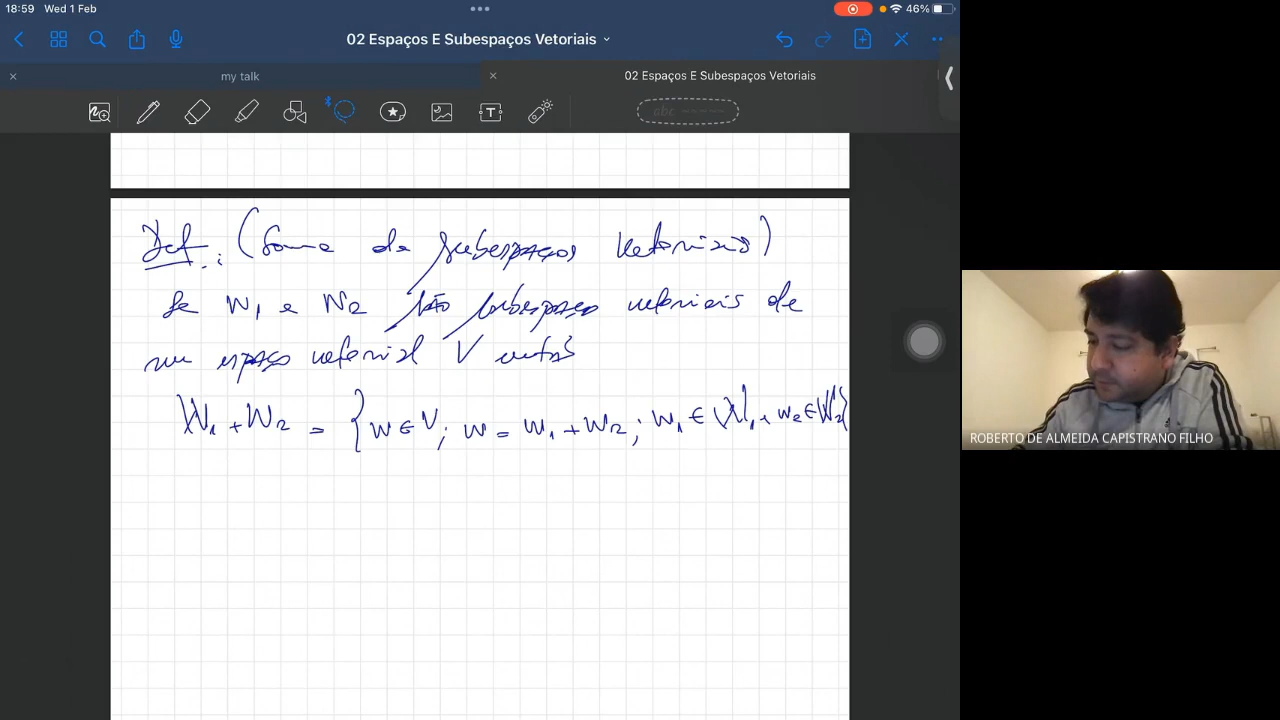 18:59 Wed 1 Feb
46%
02 Espaços E Subespaços Vetoriais
my talk
02 Espaços E Subespaços Vetoriais
abc
Def.: (Soma de subespaços vetoriais)
Se W₁ e W₂ são subespaços vetoriais de
um espaço vetorial V então
W₁ + W₂ = {w ∈ V; w = w₁ + w₂; w₁ ∈ W₁, w₂ ∈ W₂}
ROBERTO DE ALMEIDA CAPISTRANO FILHO